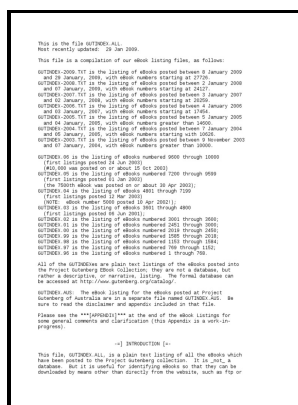 This is the file GUTINDEX.ALL.
Most recently updated:  29 Jan 2009.
This file is a compilation of our eBook listing files, as follows:
GUTINDEX-2009.TXT is the listing of eBooks posted between 8 January 2009
and 29 January, 2009, with eBook numbers starting at 27726.
GUTINDEX-2008.TXT is the listing of eBooks posted between 2 January 2008
and 07 January, 2009, with eBook numbers starting at 24127.
GUTINDEX-2007.TXT is the listing of eBooks posted between 3 January 2007
and 02 January, 2008, with eBook numbers starting at 20259.
GUTINDEX-2006.TXT is the listing of eBooks posted between 4 January 2006
and 03 January, 2007, with eBook numbers starting at 17454.
GUTINDEX-2005.TXT is the listing of eBooks posted between 5 January 2005
and 04 January, 2005, with eBook numbers greater than 14600.
GUTINDEX-2004.TXT is the listing of eBooks posted between 7 January 2004
and 05 January, 2005, with eBook numbers starting with 10628.
GUTINDEX-2003.TXT is the listing of eBooks posted between 9 November 2003
and 07 January, 2004, with eBook numbers greater than 10000.
GUTINDEX.06 is the listing of eBooks numbered 9600 through 10000
(first listings posted 24 Jun 2003)
(#10,000 was posted on or about 15 Oct 2003)
GUTINDEX.05 is the listing of eBooks numbered 7200 through 9599
(first listings posted 01 Jan 2002)
(the 7500th eBook was posted on or about 20 Apr 2003);
GUTINDEX.04 is the listing of eBooks 4801 through 7199
(first listings posted 12 Mar 2002)
(NOTE:  eBook number 5000 posted 10 Apr 2002!);
GUTINDEX.03 is the listing of eBooks 3601 through 4800
(first listings posted 06 Jun 2001);
GUTINDEX.02 is the listing of eBooks numbered 3001 through 3600;
GUTINDEX.01 is the listing of eBooks numbered 2451 through 3000;
GUTINDEX.00 is the listing of eBooks numbered 2019 through 2450;
GUTINDEX.99 is the listing of eBooks numbered 1585 through 2018;
GUTINDEX.98 is the listing of eBooks numbered 1153 through 1584;
GUTINDEX.97 is the listing of eBooks number 769 through 1152;
GUTINDEX.96 is the listing of eBooks number 1 through 768.
All of the GUTINDEXes are plain text listings of the eBooks posted into
the Project Gutenberg EBook Collection; they are not a database, but
rather a descriptive, or narrative, listing.  The formal database can
be accessed at http://www.gutenberg.org/catalog/.
GUTINDEX.AUS:  The eBook listing for the eBooks posted at Project
Gutenberg of Australia are in a separate file named GUTINDEX.AUS.  Be
sure to read the disclaimer and appendix included in that file.
Please see the ***[APPENDIX]*** at the end of the eBook Listings for
some general comments and clarification (this Appendix is a work-in-
progress).
-=] INTRODUCTION [=-
This file, GUTINDEX.ALL, is a plain text listing of all the eBooks which
have been posted to the Project Gutenberg collection.  It is _not_ a
database.  But it is useful for identifying eBooks so that they can be
downloaded by means other than directly from the website, such as ftp or